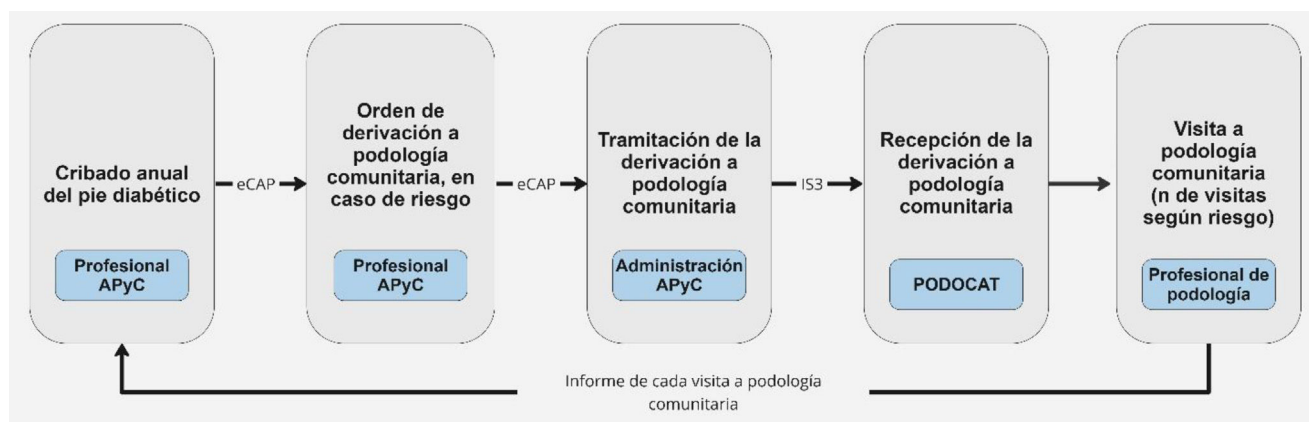 Cribado anual
del pie diabético
Profesional
APyC
eCAP
Orden de
derivación a
podología
comunitaria, en
caso de riesgo
Profesional
APyC
eCAP
Tramitación de la
derivación a
podología
comunitaria
Administración
APyC
IS3
Recepción de la
derivación a
podología
comunitaria
PODOCAT
Visita a
podología
comunitaria
(n de visitas
según riesgo)
Profesional de
podología
Informe de cada visita a podología
comunitaria